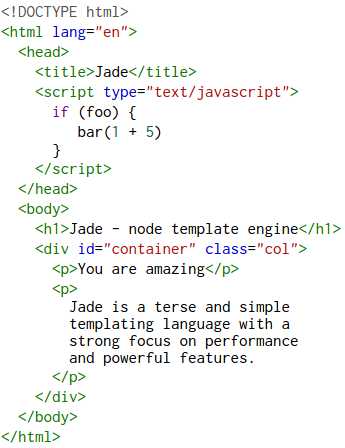 <!DOCTYPE html>
<html lang="en">
  <head>
    <title>Jade</title>
    <script type="text/javascript">
      if (foo) {
         bar(1 + 5)
      }
    </script>
  </head>
  <body>
    <h1>Jade - node template engine</h1>
    <div id="container" class="col">
      <p>You are amazing</p>
      <p>
        Jade is a terse and simple
        templating language with a
        strong focus on performance
        and powerful features.
      </p>
    </div>
  </body>
</html>